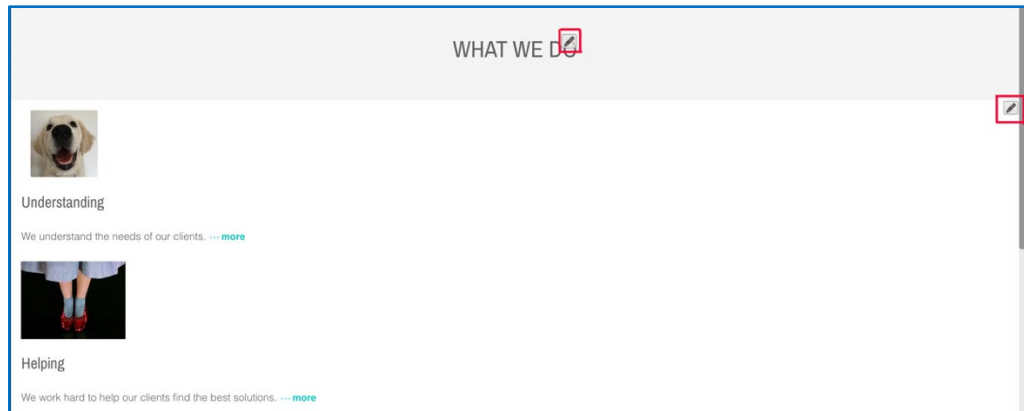 WHAT WE DO
Understanding
We understand the needs of our clients. ··· more
Helping
We work hard to help our clients find the best solutions. ··· more